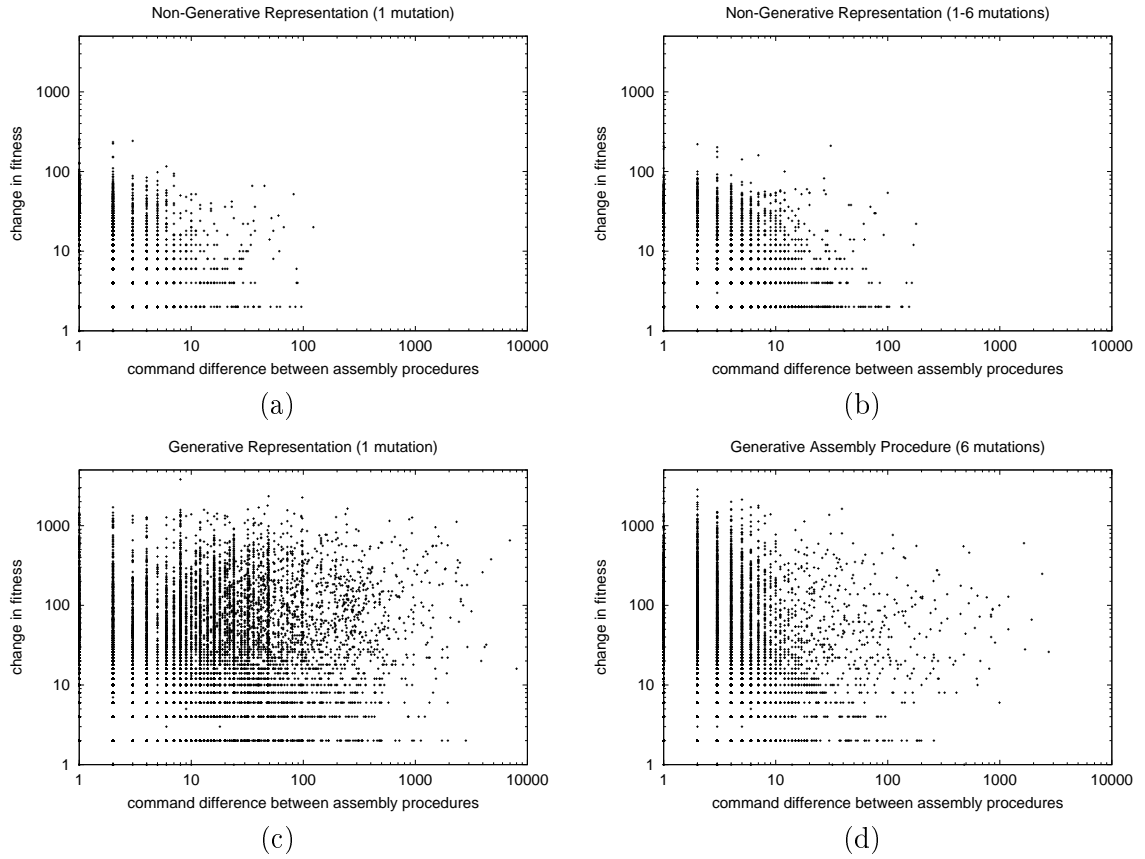 Non-Generative Representation (1 mutation)
1000
100
10
1
change in fitness
1 10 100 1000 10000
command difference between assembly procedures
(a)
Non-Generative Representation (1-6 mutations)
1000
100
10
1
change in fitness
1 10 100 1000 10000
command difference between assembly procedures
(b)
Generative Representation (1 mutation)
1000
100
10
1
change in fitness
1 10 100 1000 10000
command difference between assembly procedures
(c)
Generative Assembly Procedure (6 mutations)
1000
100
10
1
change in fitness
1 10 100 1000 10000
command difference between assembly procedures
(d)